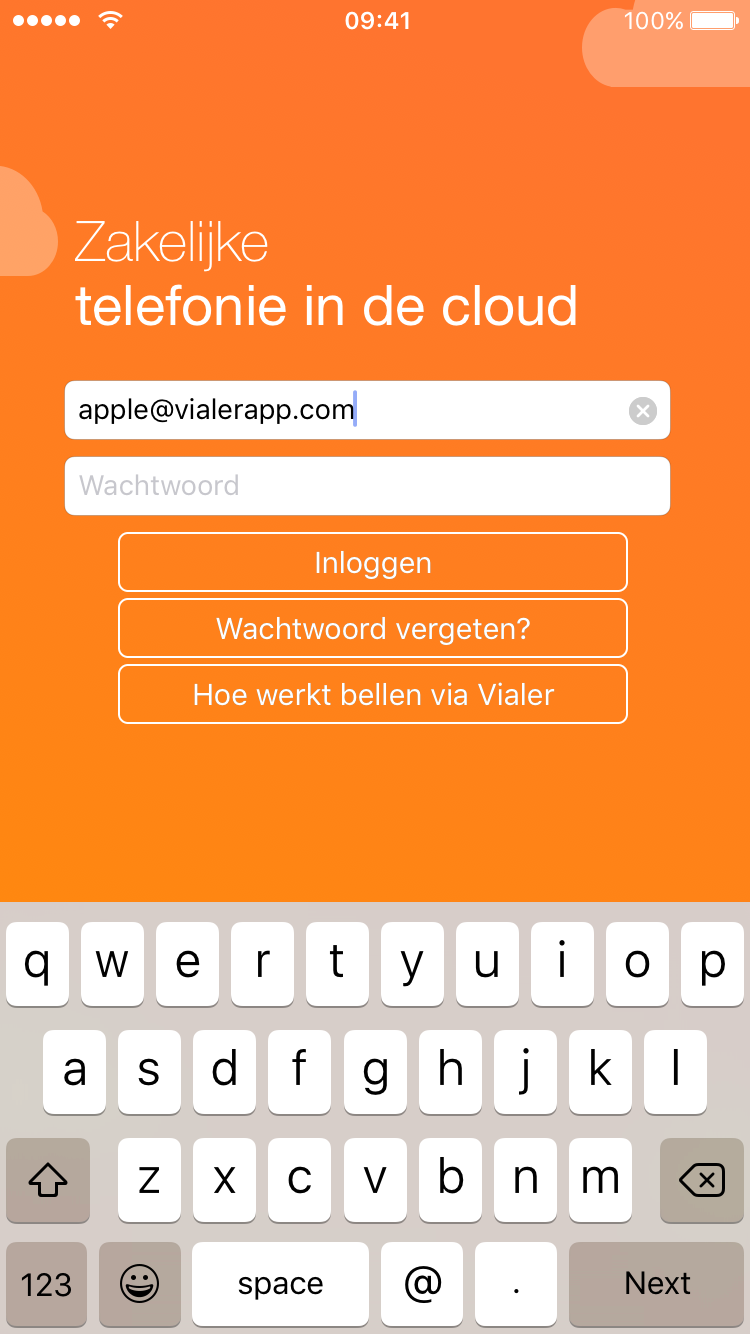 09:41
100%
Zakelijke
telefonie in de cloud
apple@vialerapp.com
Wachtwoord
Inloggen
Wachtwoord vergeten?
Hoe werkt bellen via Vialer
q w e r t y u i o p
a s d f g h j k l
z x c v b n m
123 space @ . Next